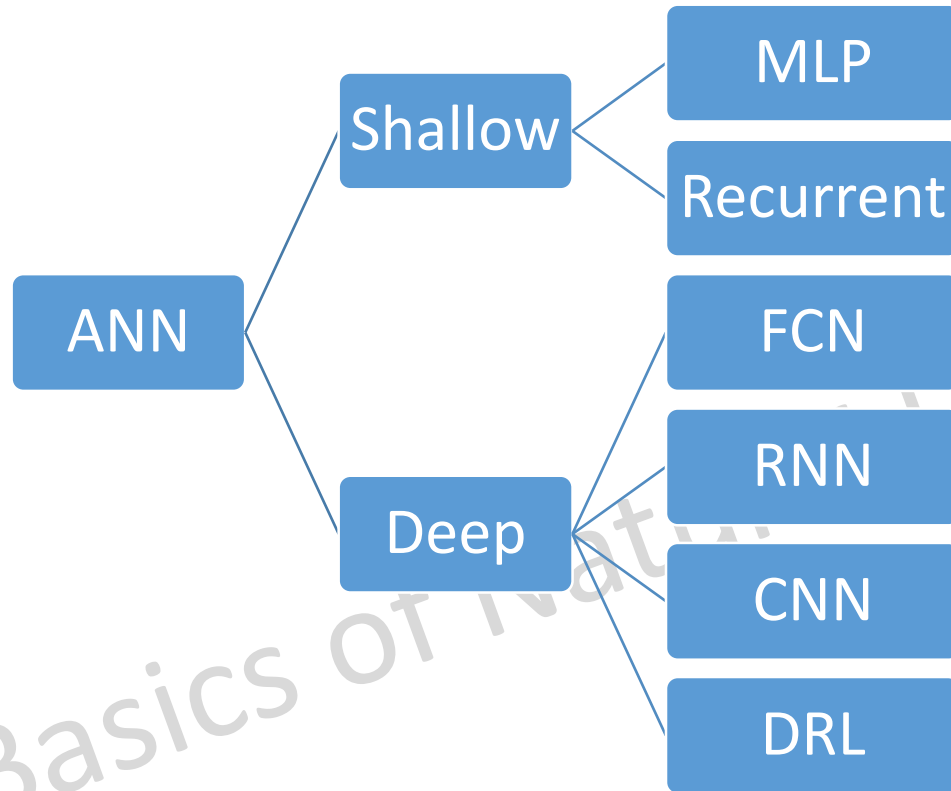 ANN
Shallow
Deep
MLP
Recurrent
FCN
RNN
CNN
DRL
Basics of